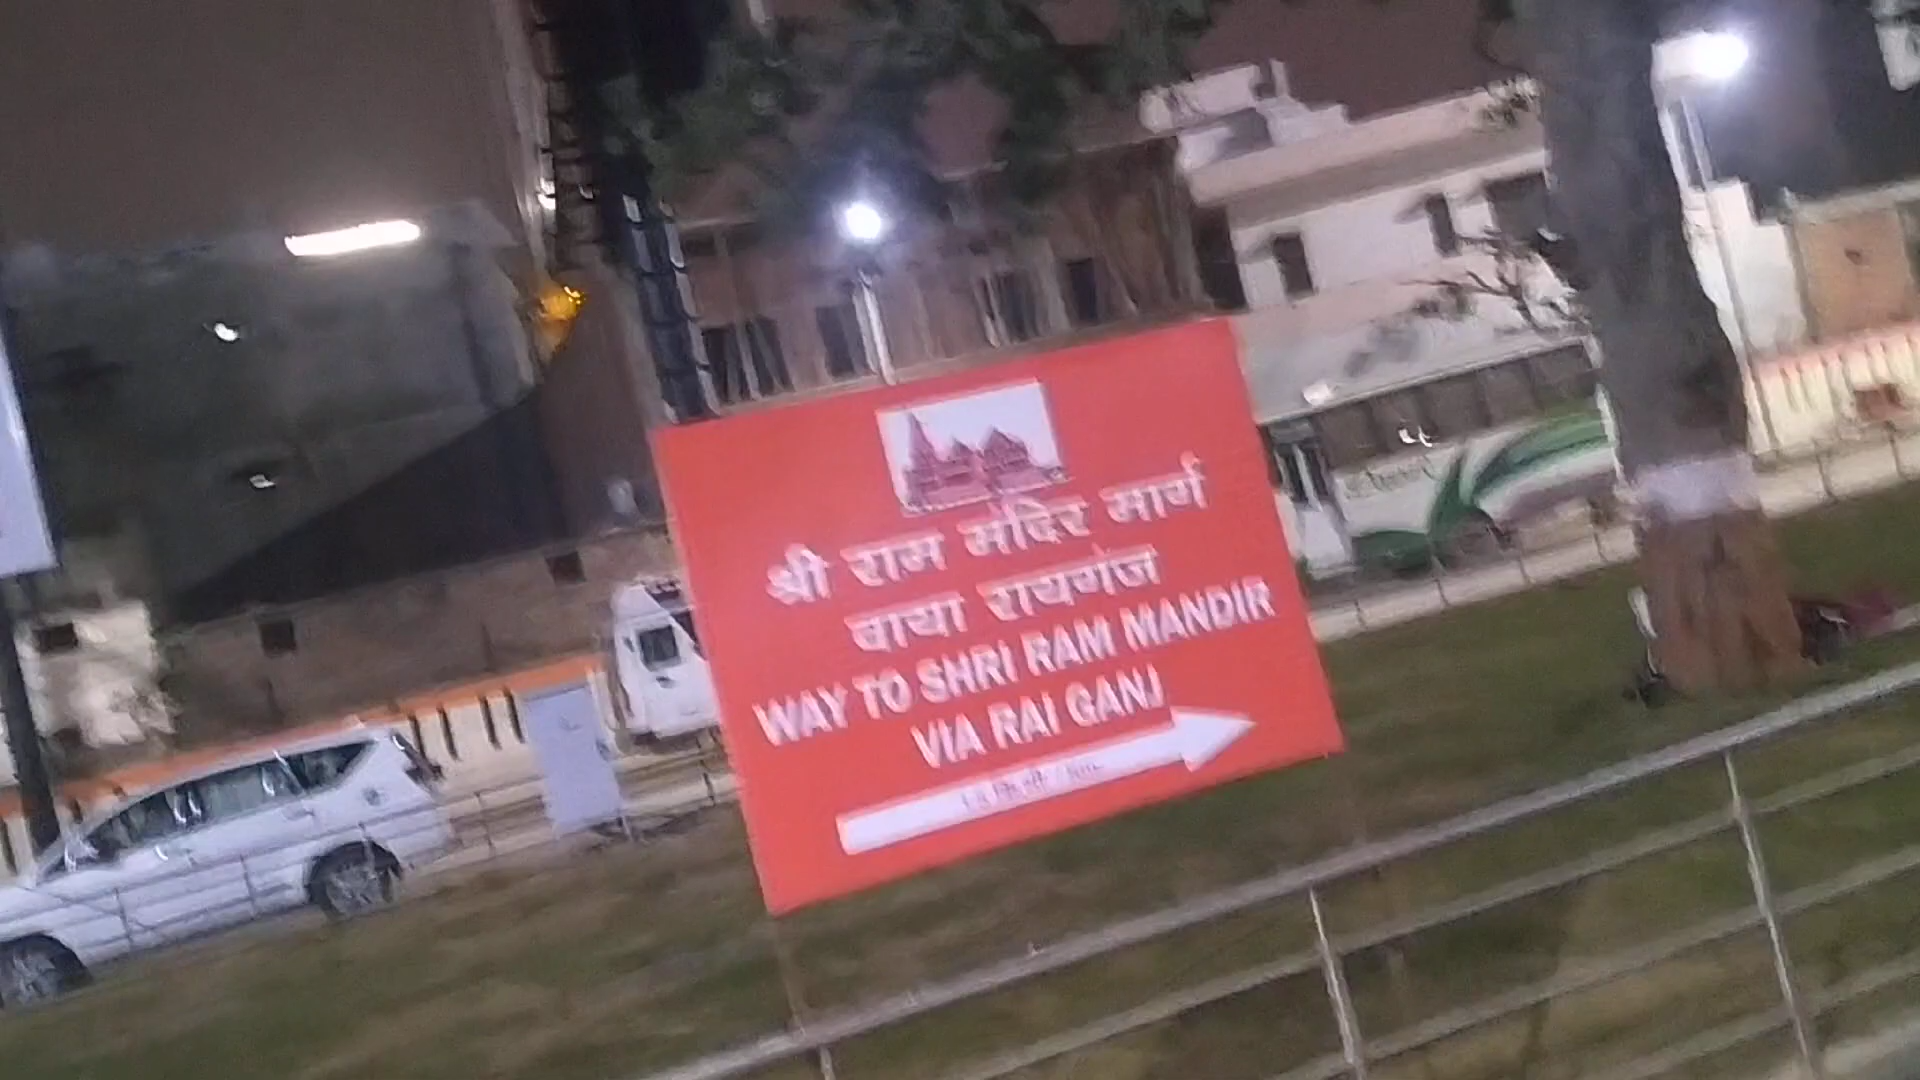 श्री राम मंदिर मार्ग
वाया रायगंज
WAY TO SHRI RAM MANDIR
VIA RAI GANJ